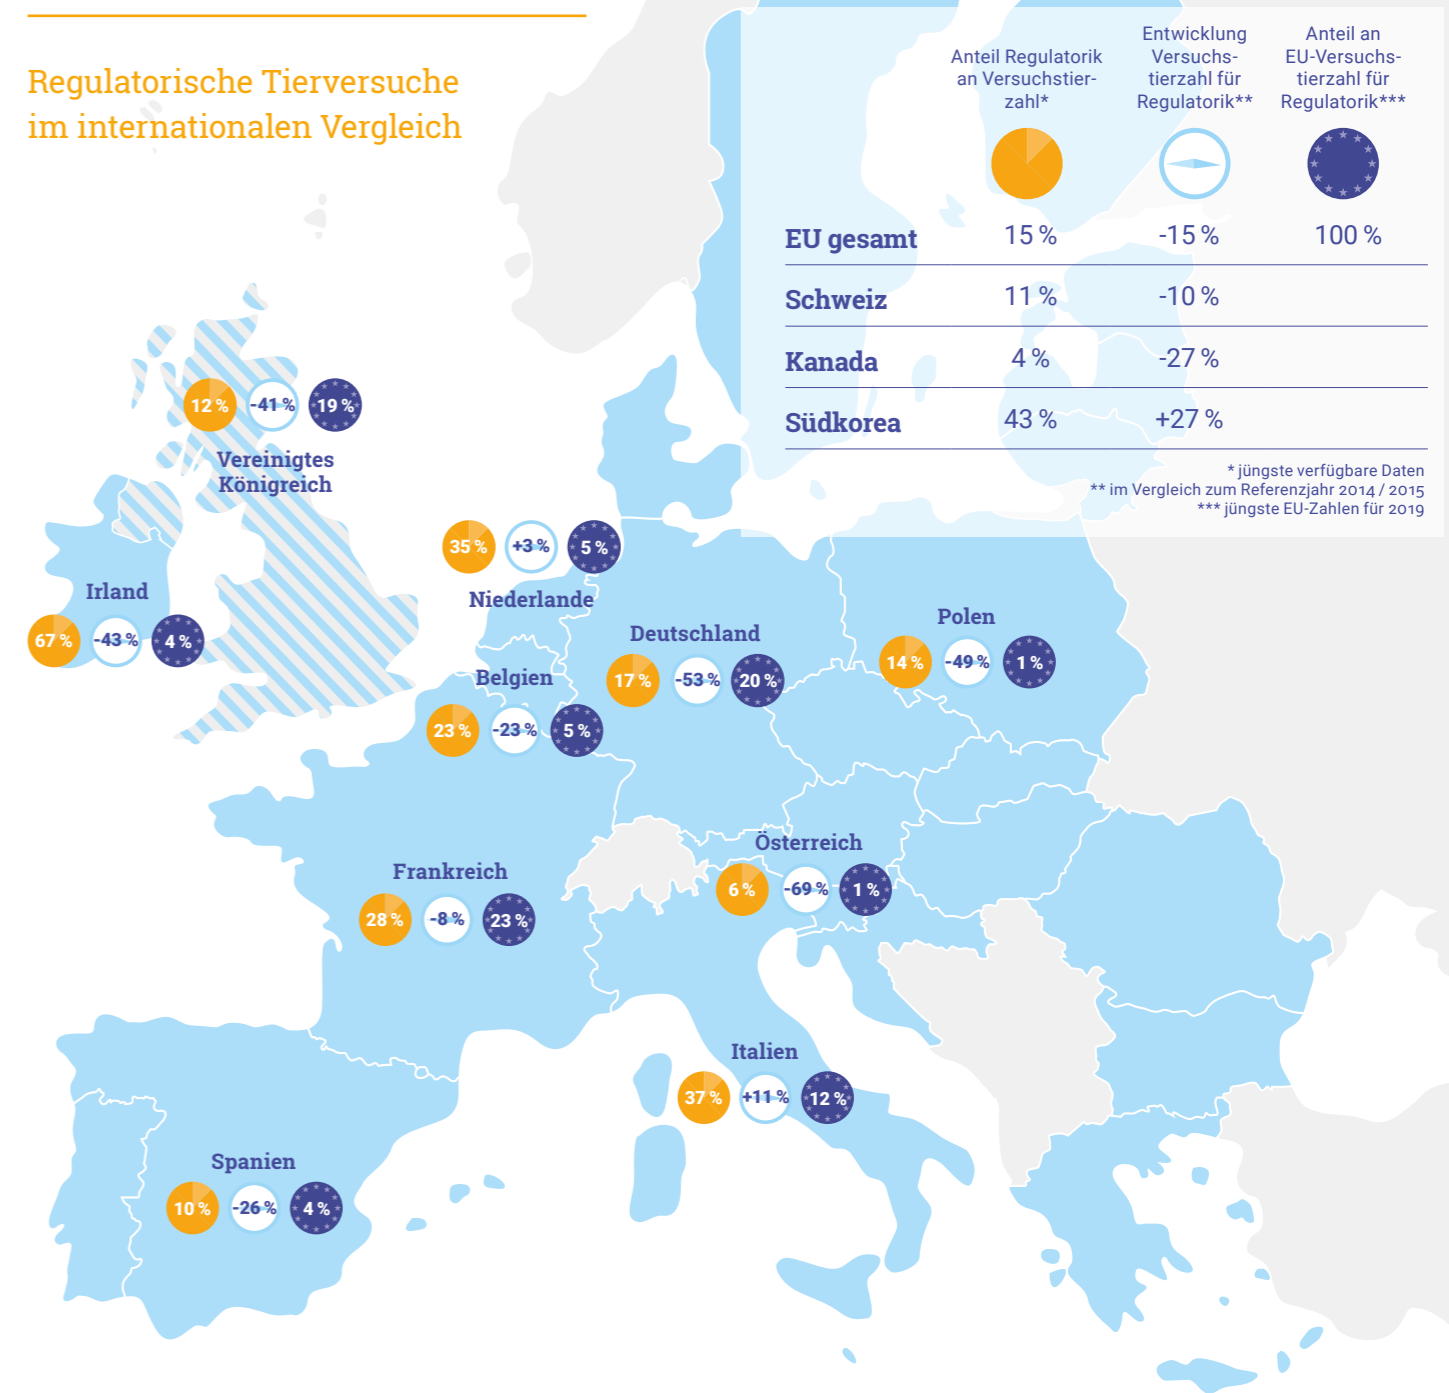 Regulatorische Tierversuche
im internationalen Vergleich
Anteil Regulatorik
an Versuchstier-
zahl*
Entwicklung
Versuchs-
tierzahl für
Regulatorik**
Anteil an
EU-Versuchs-
tierzahl für
Regulatorik***
EU gesamt 15 % -15 % 100 %
Schweiz 11 % -10 %
Kanada 4 % -27 %
Südkorea 43 % +27 %
* jüngste verfügbare Daten
** im Vergleich zum Referenzjahr 2014 / 2015
*** jüngste EU-Zahlen für 2019
12 % -41 % 19 %
Vereinigtes
Königreich
35 % +3 % 5 %
Niederlande
Irland
67 % -43 % 4 %
Deutschland
17 % -53 % 20 %
Polen
14 % -49 % 1 %
Belgien
23 % -23 % 5 %
Österreich
6 % -69 % 1 %
Frankreich
28 % -8 % 23 %
Italien
37 % +11 % 12 %
Spanien
10 % -26 % 4 %